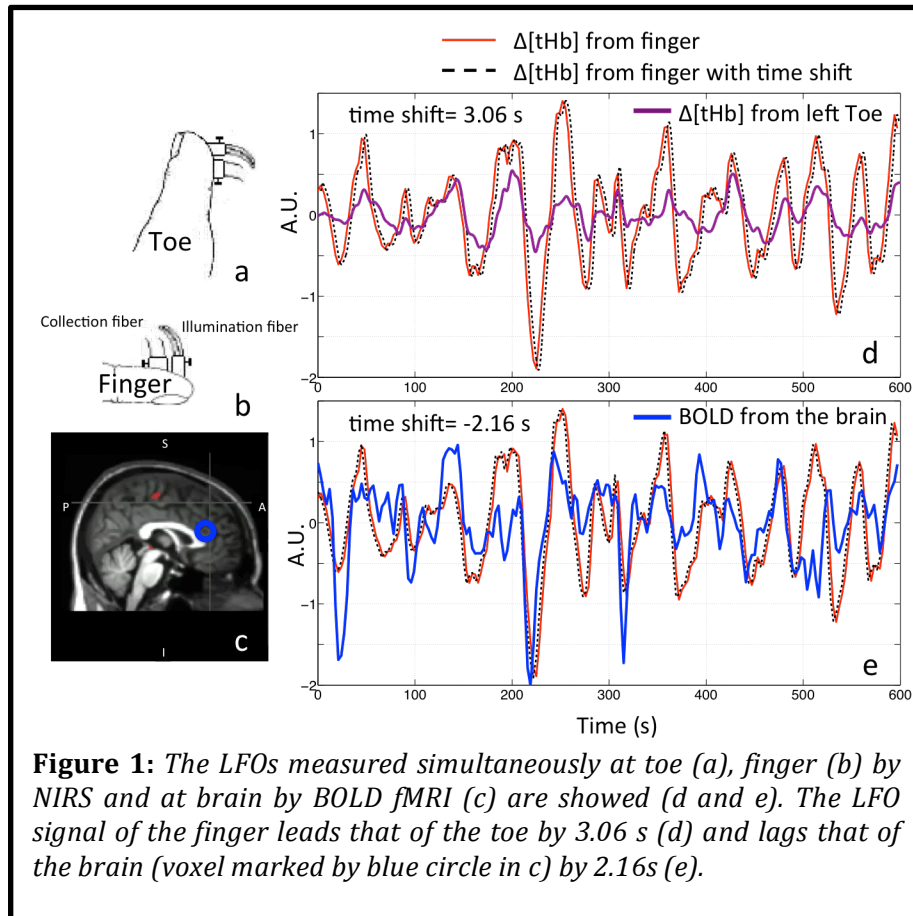 Δ[tHb] from finger
Δ[tHb] from finger with time shift
time shift= 3.06 s
Δ[tHb] from left Toe
A.U.
1
0
-1
-2
0 100 200 300 400 500 600
d
Toe
a
Collection fiber
Illumination fiber
Finger
b
S
P
A
I
c
time shift= -2.16 s
BOLD from the brain
A.U.
1
0
-1
-2
0 100 200 300 400 500 600
e
Time (s)
Figure 1: The LFOs measured simultaneously at toe (a), finger (b) by
NIRS and at brain by BOLD fMRI (c) are showed (d and e). The LFO
signal of the finger leads that of the toe by 3.06 s (d) and lags that of
the brain (voxel marked by blue circle in c) by 2.16s (e).